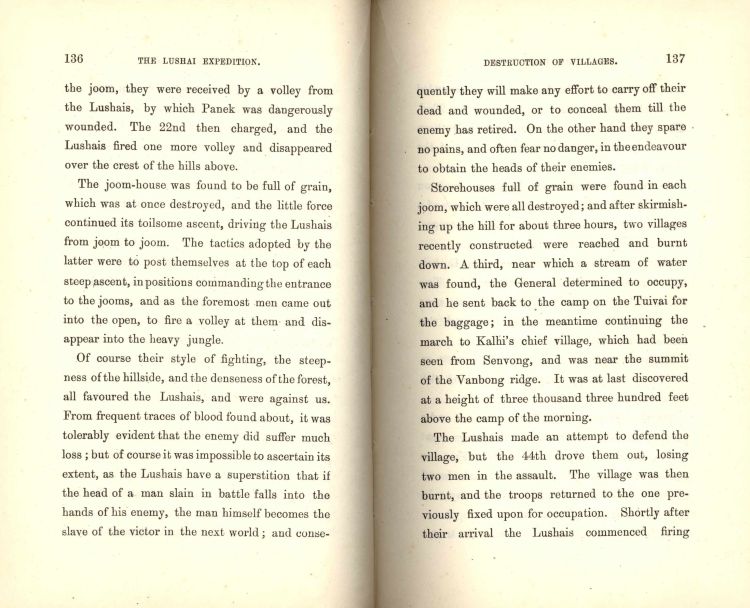 136
THE LUSHAI EXPEDITION.
the joom, they were received by a volley from
the Lushais, by which Panek was dangerously
wounded. The 22nd then charged, and the
Lushais fired one more volley and disappeared
over the crest of the hills above.
The joom-house was found to be full of grain,
which was at once destroyed, and the little force
continued its toilsome ascent, driving the Lushais
from joom to joom. The tactics adopted by the
latter were to post themselves at the top of each
steep ascent, in positions commanding the entrance
to the jooms, and as the foremost men came out
into the open, to fire a volley at them and dis-
appear into the heavy jungle.
Of course their style of fighting, the steep-
ness of the hillside, and the denseness of the forest,
all favoured the Lushais, and were against us.
From frequent traces of blood found about, it was
tolerably evident that the enemy did suffer much
loss; but of course it was impossible to ascertain its
extent, as the Lushais have a superstition that if
the head of a man slain in battle falls into the
hands of his enemy, the man himself becomes the
slave of the victor in the next world; and conse-
DESTRUCTION OF VILLAGES.
137
quently they will make any effort to carry off their
dead and wounded, or to conceal them till the
enemy has retired. On the other hand they spare
no pains, and often fear no danger, in the endeavour
to obtain the heads of their enemies.
Storehouses full of grain were found in each
joom, which were all destroyed; and after skirmish-
ing up the hill for about three hours, two villages
recently constructed were reached and burnt
down. A third, near which a stream of water
was found, the General determined to occupy,
and he sent back to the camp on the Tuivai for
the baggage; in the meantime continuing the
march to Kalhi's chief village, which had been
seen from Senvong, and was near the summit
of the Vanbong ridge. It was at last discovered
at a height of three thousand three hundred feet
above the camp of the morning.
The Lushais made an attempt to defend the
village, but the 44th drove them out, losing
two men in the assault. The village was then
burnt, and the troops returned to the one pre-
viously fixed upon for occupation. Shortly after
their arrival the Lushais commenced firing